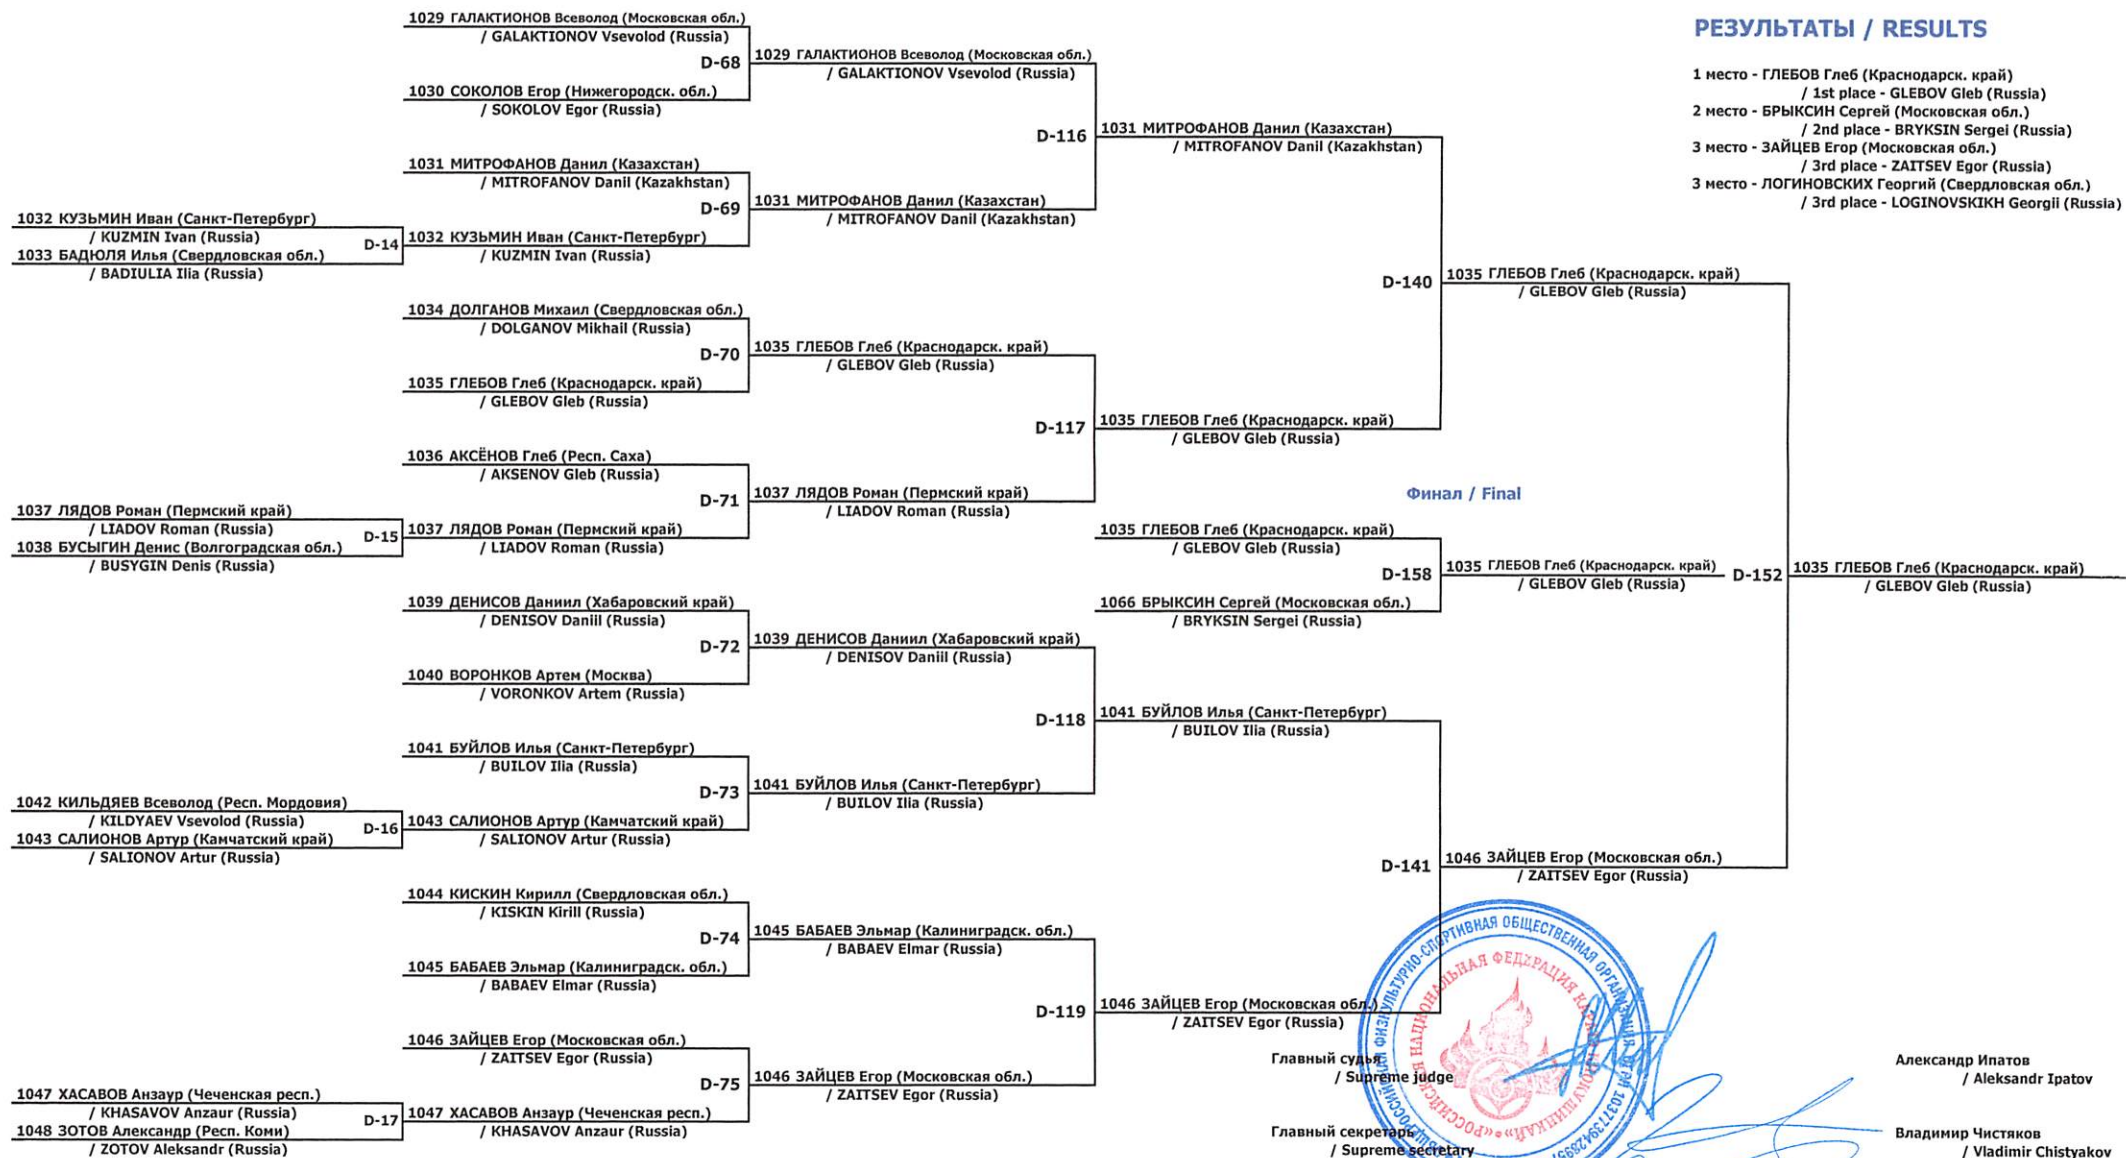 1029 ГАЛАКТИОНОВ Всеволод (Московская обл.)
/ GALAKTIONOV Vsevolod (Russia)
D-68
1030 СОКОЛОВ Егор (Нижегородск. обл.)
/ SOKOLOV Egor (Russia)
1031 МИТРОФАНОВ Данил (Казахстан)
/ MITROFANOV Danil (Kazakhstan)
D-69
1032 КУЗЬМИН Иван (Санкт-Петербург)
/ KUZMIN Ivan (Russia)
D-14
1033 БАДЮЛЯ Илья (Свердловская обл.)
/ BADIULIA Ilia (Russia)
1032 КУЗЬМИН Иван (Санкт-Петербург)
/ KUZMIN Ivan (Russia)
1034 ДОЛГАНОВ Михаил (Свердловская обл.)
/ DOLGANOV Mikhail (Russia)
D-70
1035 ГЛЕБОВ Глеб (Краснодарск. край)
/ GLEBOV Gleb (Russia)
1036 АКСЁНОВ Глеб (Респ. Саха)
/ AKSENOV Gleb (Russia)
D-71
1037 ЛЯДОВ Роман (Пермский край)
/ LIADOV Roman (Russia)
D-15
1038 БУСЫГИН Денис (Волгоградская обл.)
/ BUSYGIN Denis (Russia)
1037 ЛЯДОВ Роман (Пермский край)
/ LIADOV Roman (Russia)
1039 ДЕНИСОВ Даниил (Хабаровский край)
/ DENISOV Daniil (Russia)
D-72
1040 ВОРОНКОВ Артем (Москва)
/ VORONKOV Artem (Russia)
1041 БУЙЛОВ Илья (Санкт-Петербург)
/ BUILOV Ilia (Russia)
D-73
1042 КИЛЬДЯЕВ Всеволод (Респ. Мордовия)
/ KILDYAEV Vsevolod (Russia)
D-16
1043 САЛИОНОВ Артур (Камчатский край)
/ SALIONOV Artur (Russia)
1043 САЛИОНОВ Артур (Камчатский край)
/ SALIONOV Artur (Russia)
1044 КИСКИН Кирилл (Свердловская обл.)
/ KISKIN Kirill (Russia)
D-74
1045 БАБАЕВ Эльмар (Калиниградск. обл.)
/ BABAEV Elmar (Russia)
1046 ЗАЙЦЕВ Егор (Московская обл.)
/ ZAITSEV Egor (Russia)
D-75
1047 ХАСАВОВ Анзаур (Чеченская респ.)
/ KHASAVOV Anzaur (Russia)
D-17
1048 ЗОТОВ Александр (Респ. Коми)
/ ZOTOV Aleksandr (Russia)
1047 ХАСАВОВ Анзаур (Чеченская респ.)
/ KHASAVOV Anzaur (Russia)
1029 ГАЛАКТИОНОВ Всеволод (Московская обл.)
/ GALAKTIONOV Vsevolod (Russia)
D-116
1031 МИТРОФАНОВ Данил (Казахстан)
/ MITROFANOV Danil (Kazakhstan)
1035 ГЛЕБОВ Глеб (Краснодарск. край)
/ GLEBOV Gleb (Russia)
D-117
1037 ЛЯДОВ Роман (Пермский край)
/ LIADOV Roman (Russia)
1039 ДЕНИСОВ Даниил (Хабаровский край)
/ DENISOV Daniil (Russia)
D-118
1041 БУЙЛОВ Илья (Санкт-Петербург)
/ BUILOV Ilia (Russia)
1045 БАБАЕВ Эльмар (Калиниградск. обл.)
/ BABAEV Elmar (Russia)
D-119
1046 ЗАЙЦЕВ Егор (Московская обл.)
/ ZAITSEV Egor (Russia)
1031 МИТРОФАНОВ Данил (Казахстан)
/ MITROFANOV Danil (Kazakhstan)
D-140
1035 ГЛЕБОВ Глеб (Краснодарск. край)
/ GLEBOV Gleb (Russia)
1041 БУЙЛОВ Илья (Санкт-Петербург)
/ BUILOV Ilia (Russia)
D-141
1046 ЗАЙЦЕВ Егор (Московская обл.)
/ ZAITSEV Egor (Russia)
1035 ГЛЕБОВ Глеб (Краснодарск. край)
/ GLEBOV Gleb (Russia)
D-152
1046 ЗАЙЦЕВ Егор (Московская обл.)
/ ZAITSEV Egor (Russia)
1035 ГЛЕБОВ Глеб (Краснодарск. край)
/ GLEBOV Gleb (Russia)
Финал / Final
1035 ГЛЕБОВ Глеб (Краснодарск. край)
/ GLEBOV Gleb (Russia)
D-158
1066 БРЫКСИН Сергей (Московская обл.)
/ BRYKSIN Sergei (Russia)
1035 ГЛЕБОВ Глеб (Краснодарск. край)
/ GLEBOV Gleb (Russia)
РЕЗУЛЬТАТЫ / RESULTS
1 место - ГЛЕБОВ Глеб (Краснодарск. край)
/ 1st place - GLEBOV Gleb (Russia)
2 место - БРЫКСИН Сергей (Московская обл.)
/ 2nd place - BRYKSIN Sergei (Russia)
3 место - ЗАЙЦЕВ Егор (Московская обл.)
/ 3rd place - ZAITSEV Egor (Russia)
3 место - ЛОГИНОВСКИХ Георгий (Свердловская обл.)
/ 3rd place - LOGINOVSKIKH Georgii (Russia)
Главный судья
/ Supreme judge
Александр Ипатов
/ Aleksandr Ipatov
Главный секретарь
/ Supreme secretary
Владимир Чистяков
/ Vladimir Chistyakov
ФИЗКУЛЬТУРНО-СПОРТИВНАЯ ОБЩЕСТВЕННАЯ ОРГАНИЗАЦИЯ
НАЦИОНАЛЬНАЯ ФЕДЕРАЦИЯ